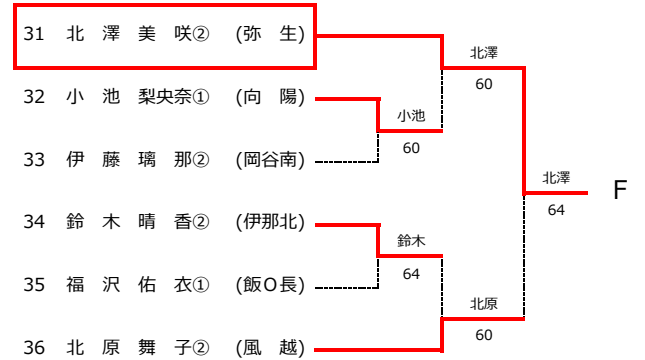 31 北 澤 美 咲② (弥 生)
北澤
60
32 小 池 梨央奈① (向 陽)
小池
60
33 伊 藤 璃 那② (岡谷南)
北澤
64
F
34 鈴 木 晴 香② (伊那北)
鈴木
64
35 福 沢 佑 衣① (飯O長)
北原
60
36 北 原 舞 子② (風 越)